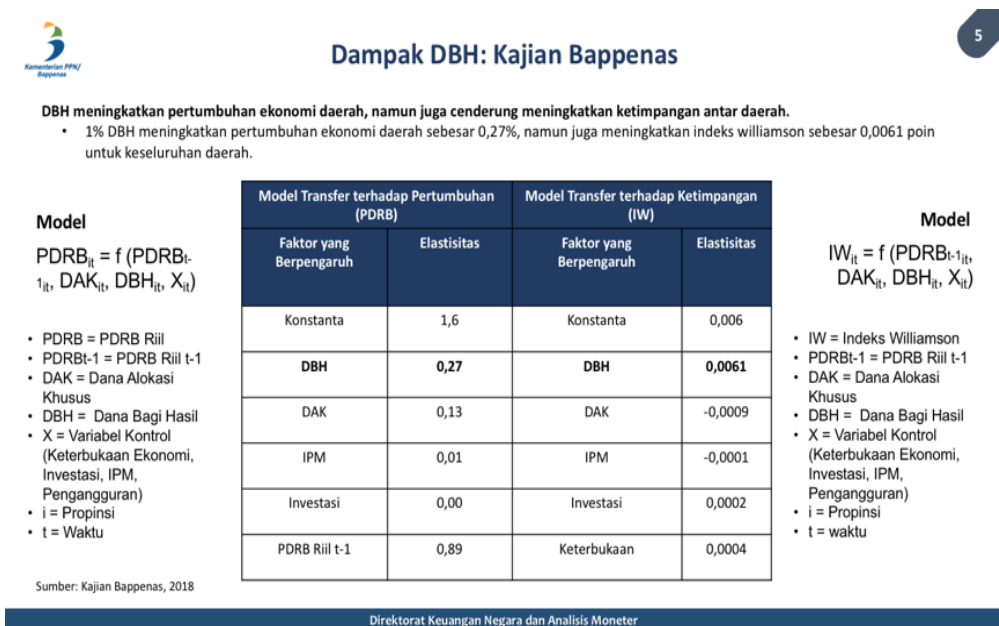 Kementerian PPN/
Bappenas
5
Dampak DBH: Kajian Bappenas
DBH meningkatkan pertumbuhan ekonomi daerah, namun juga cenderung meningkatkan ketimpangan antar daerah.
• 1% DBH meningkatkan pertumbuhan ekonomi daerah sebesar 0,27%, namun juga meningkatkan indeks williamson sebesar 0,0061 poin
untuk keseluruhan daerah.
Model
PDRBit = f (PDRBt-
1it, DAKit, DBHit, Xit)
• PDRB = PDRB Riil
• PDRBt-1 = PDRB Riil t-1
• DAK = Dana Alokasi
Khusus
• DBH = Dana Bagi Hasil
• X = Variabel Kontrol
(Keterbukaan Ekonomi,
Investasi, IPM,
Pengangguran)
• i = Propinsi
• t = Waktu
Model Transfer terhadap Pertumbuhan
(PDRB)
Model Transfer terhadap Ketimpangan
(IW)
Faktor yang
Berpengaruh
Elastisitas
Faktor yang
Berpengaruh
Elastisitas
Konstanta 1,6 Konstanta 0,006
DBH 0,27 DBH 0,0061
DAK 0,13 DAK -0,0009
IPM 0,01 IPM -0,0001
Investasi 0,00 Investasi 0,0002
PDRB Riil t-1 0,89 Keterbukaan 0,0004
Model
IWit = f (PDRBt-1it,
DAKit, DBHit, Xit)
• IW = Indeks Williamson
• PDRBt-1 = PDRB Riil t-1
• DAK = Dana Alokasi
Khusus
• DBH = Dana Bagi Hasil
• X = Variabel Kontrol
(Keterbukaan Ekonomi,
Investasi, IPM,
Pengangguran)
• i = Propinsi
• t = waktu
Sumber: Kajian Bappenas, 2018
Direktorat Keuangan Negara dan Analisis Moneter